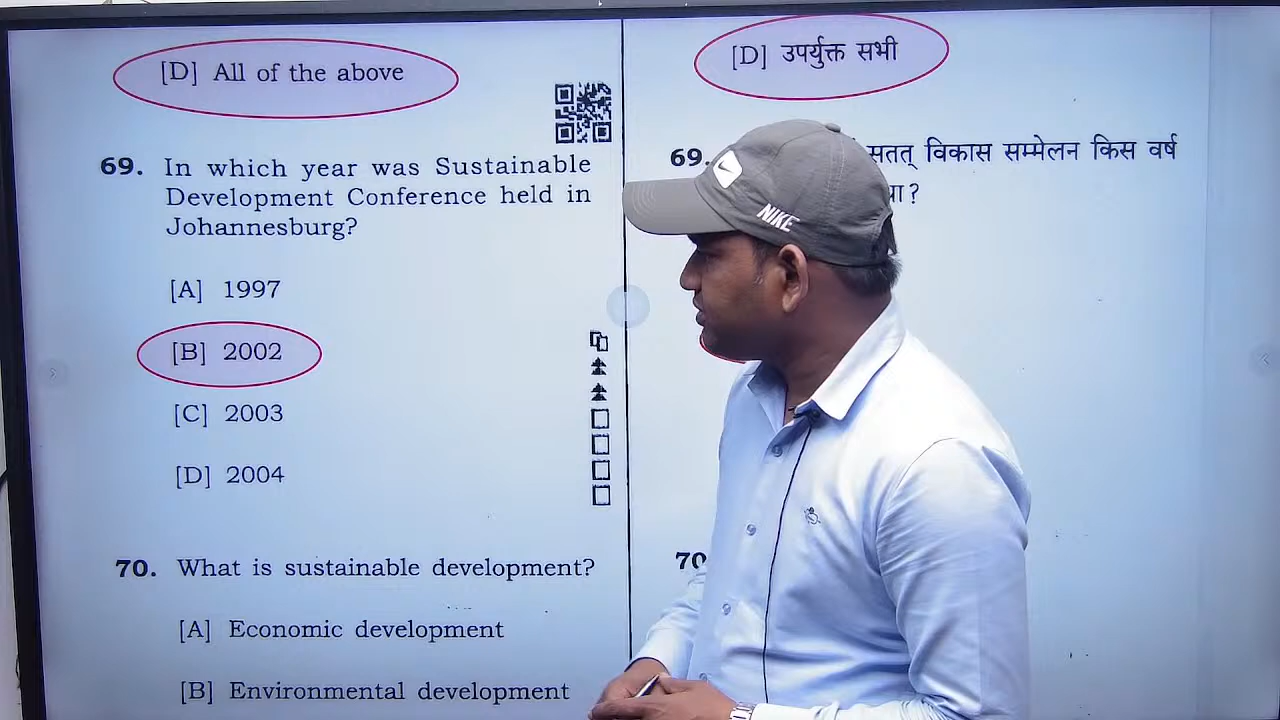 [D] All of the above
69. In which year was Sustainable
Development Conference held in
Johannesburg?
[A] 1997
[B] 2002
[C] 2003
[D] 2004
70. What is sustainable development?
[A] Economic development
[B] Environmental development
[D] उपर्युक्त सभी
69. सतत् विकास सम्मेलन किस वर्ष
?
70
NIKE